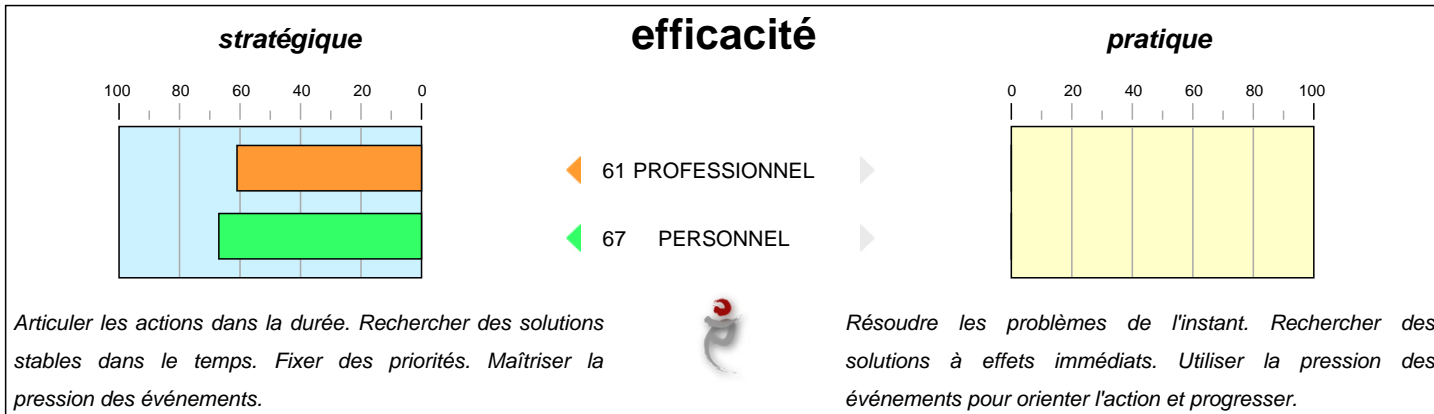 efficacité
stratégique
pratique
100 80 60 40 20 0
0 20 40 60 80 100
61 PROFESSIONNEL
67 PERSONNEL
Articuler les actions dans la durée. Rechercher des solutions
stables dans le temps. Fixer des priorités. Maîtriser la
pression des événements.
Résoudre les problèmes de l'instant. Rechercher des
solutions à effets immédiats. Utiliser la pression des
événements pour orienter l'action et progresser.